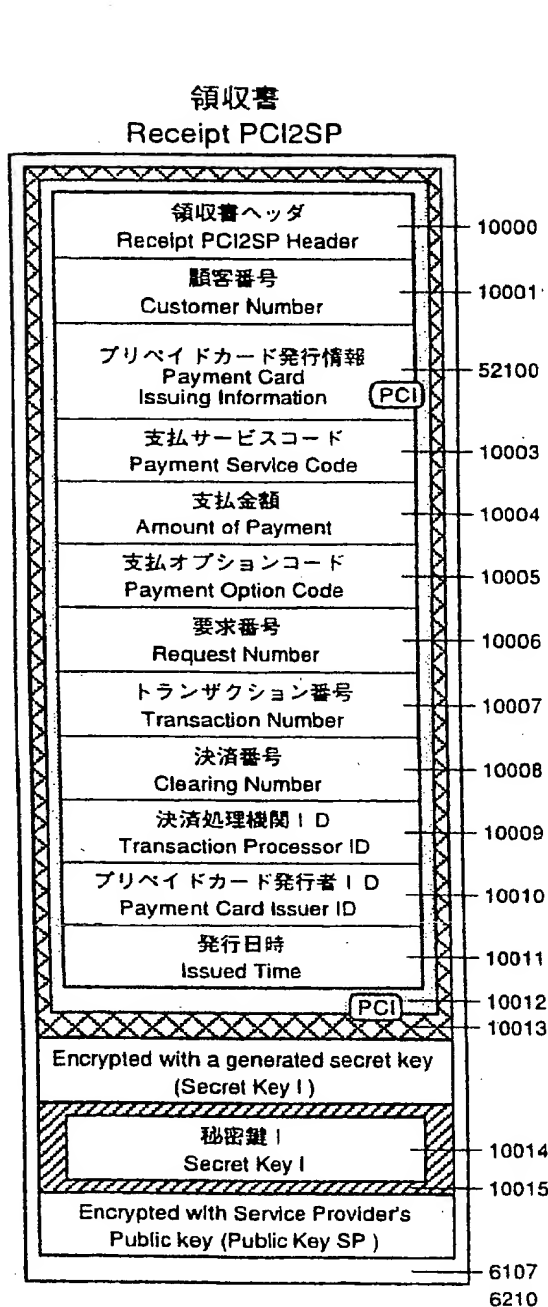 領収書
Receipt PCI2SP
領収書ヘッダ
Receipt PCI2SP Header
10000
顧客番号
Customer Number
10001
プリペイドカード発行情報
Payment Card
Issuing Information
PCI
52100
支払サービスコード
Payment Service Code
10003
支払金額
Amount of Payment
10004
支払オプションコード
Payment Option Code
10005
要求番号
Request Number
10006
トランザクション番号
Transaction Number
10007
決済番号
Clearing Number
10008
決済処理機関ID
Transaction Processor ID
10009
プリペイドカード発行者ID
Payment Card Issuer ID
10010
発行日時
Issued Time
10011
PCI
10012
10013
Encrypted with a generated secret key
(Secret Key I )
秘密鍵 I
Secret Key I
10014
10015
Encrypted with Service Provider's
Public key (Public Key SP )
6107
6210